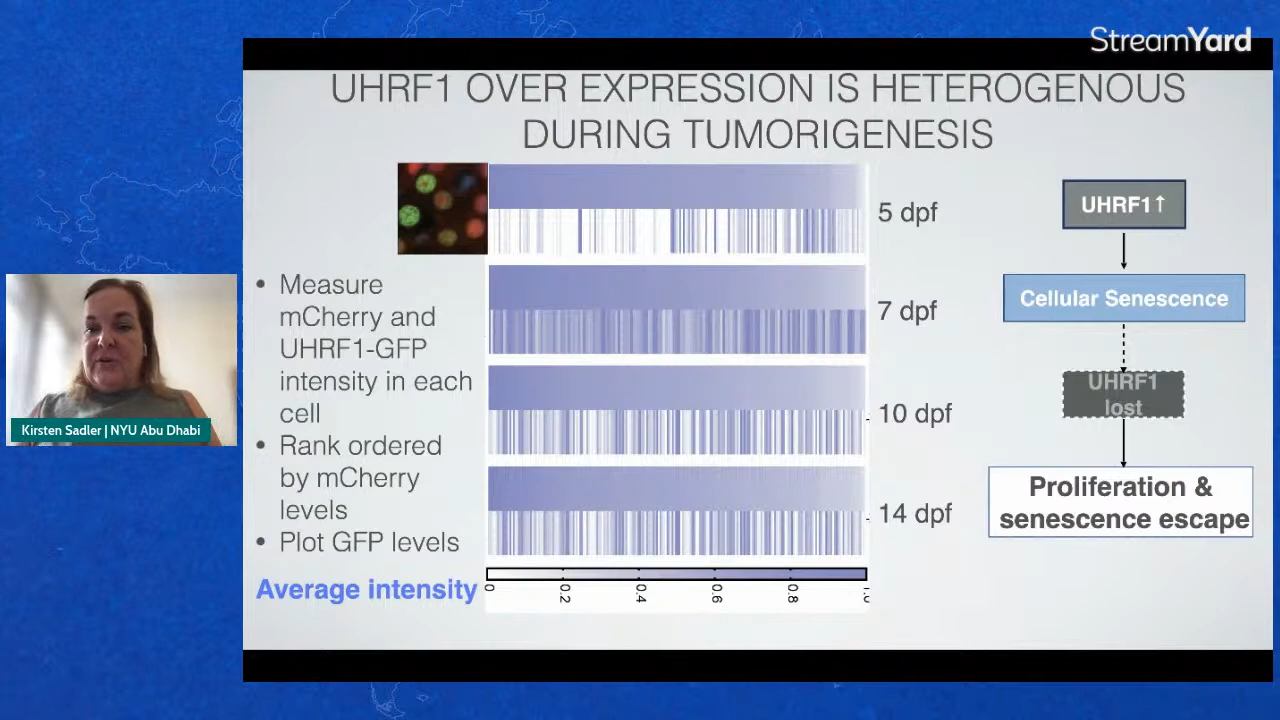 StreamYard
UHRF1 OVER EXPRESSION IS HETEROGENOUS
DURING TUMORIGENESIS
5 dpf
7 dpf
10 dpf
14 dpf
• Measure
mCherry and
UHRF1-GFP
intensity in each
cell
• Rank ordered
by mCherry
levels
• Plot GFP levels
Average intensity
0
0.2
0.4
0.6
0.8
1.0
UHRF1↑
Cellular Senescence
UHRF1
lost
Proliferation &
senescence escape
Kirsten Sadler | NYU Abu Dhabi